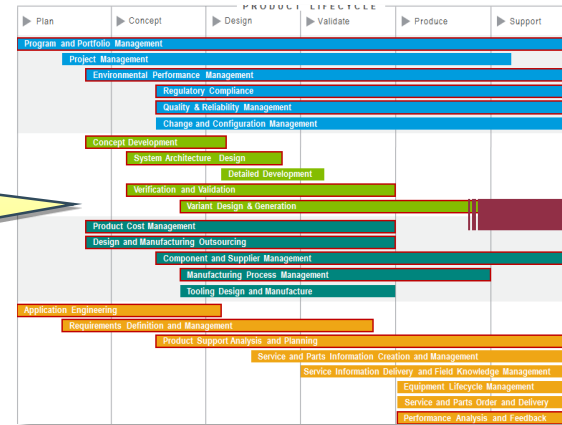 PRODUCT LIFECYCLE
Plan
Concept
Design
Validate
Produce
Support
Program and Portfolio Management
Project Management
Environmental Performance Management
Regulatory Compliance
Quality & Reliability Management
Change and Configuration Management
Concept Development
System Architecture Design
Detailed Development
Verification and Validation
Variant Design & Generation
Product Cost Management
Design and Manufacturing Outsourcing
Component and Supplier Management
Manufacturing Process Management
Tooling Design and Manufacture
Application Engineering
Requirements Definition and Management
Product Support Analysis and Planning
Service and Parts Information Creation and Management
Service Information Delivery and Field Knowledge Management
Equipment Lifecycle Management
Service and Parts Order and Delivery
Performance Analysis and Feedback